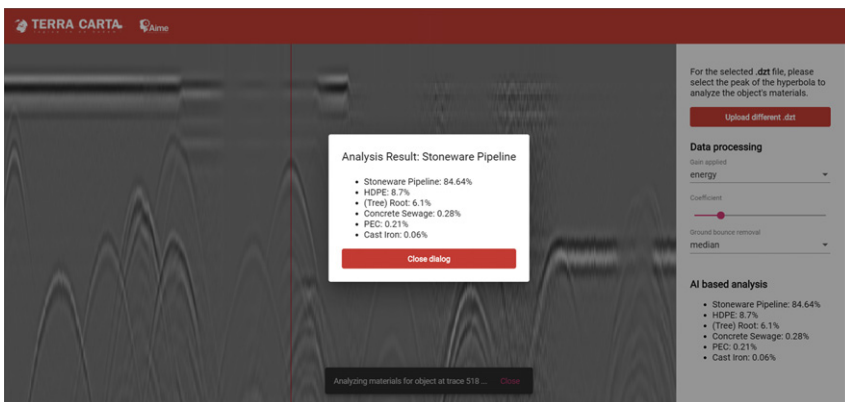 TERRA CARTA.
Aime
For the selected .dzt file, please
select the peak of the hyperbola to
analyze the object's materials.
Upload different .dzt
Data processing
Gain applied
energy
Coefficient
Ground bounce removal
median
AI based analysis
• Stoneware Pipeline: 84.64%
• HDPE: 8.7%
• (Tree) Root: 6.1%
• Concrete Sewage: 0.28%
• PEC: 0.21%
• Cast Iron: 0.06%
Analysis Result: Stoneware Pipeline
• Stoneware Pipeline: 84.64%
• HDPE: 8.7%
• (Tree) Root: 6.1%
• Concrete Sewage: 0.28%
• PEC: 0.21%
• Cast Iron: 0.06%
Close dialog
Analyzing materials for object at trace 518 ... Close